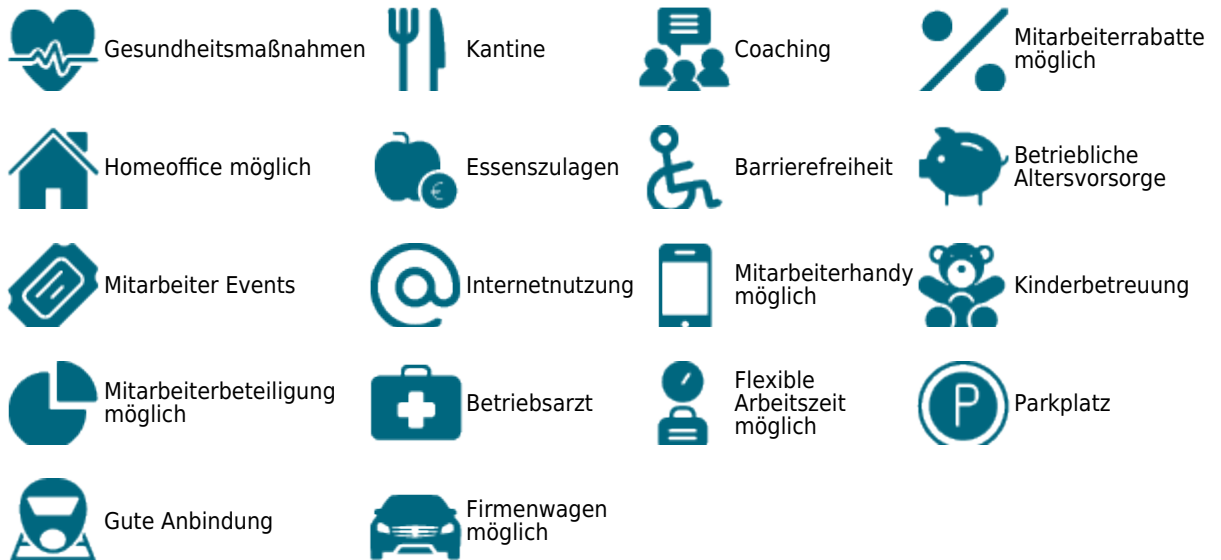 Gesundheitsmaßnahmen
Kantine
Coaching
Mitarbeiterrabatte
möglich
Homeoffice möglich
€
Essenszulagen
Barrierefreiheit
Betriebliche
Altersvorsorge
Mitarbeiter Events
@
Internetnutzung
Mitarbeiterhandy
möglich
Kinderbetreuung
Mitarbeiterbeteiligung
möglich
Betriebsarzt
Flexible
Arbeitszeit
möglich
P
Parkplatz
Gute Anbindung
Firmenwagen
möglich